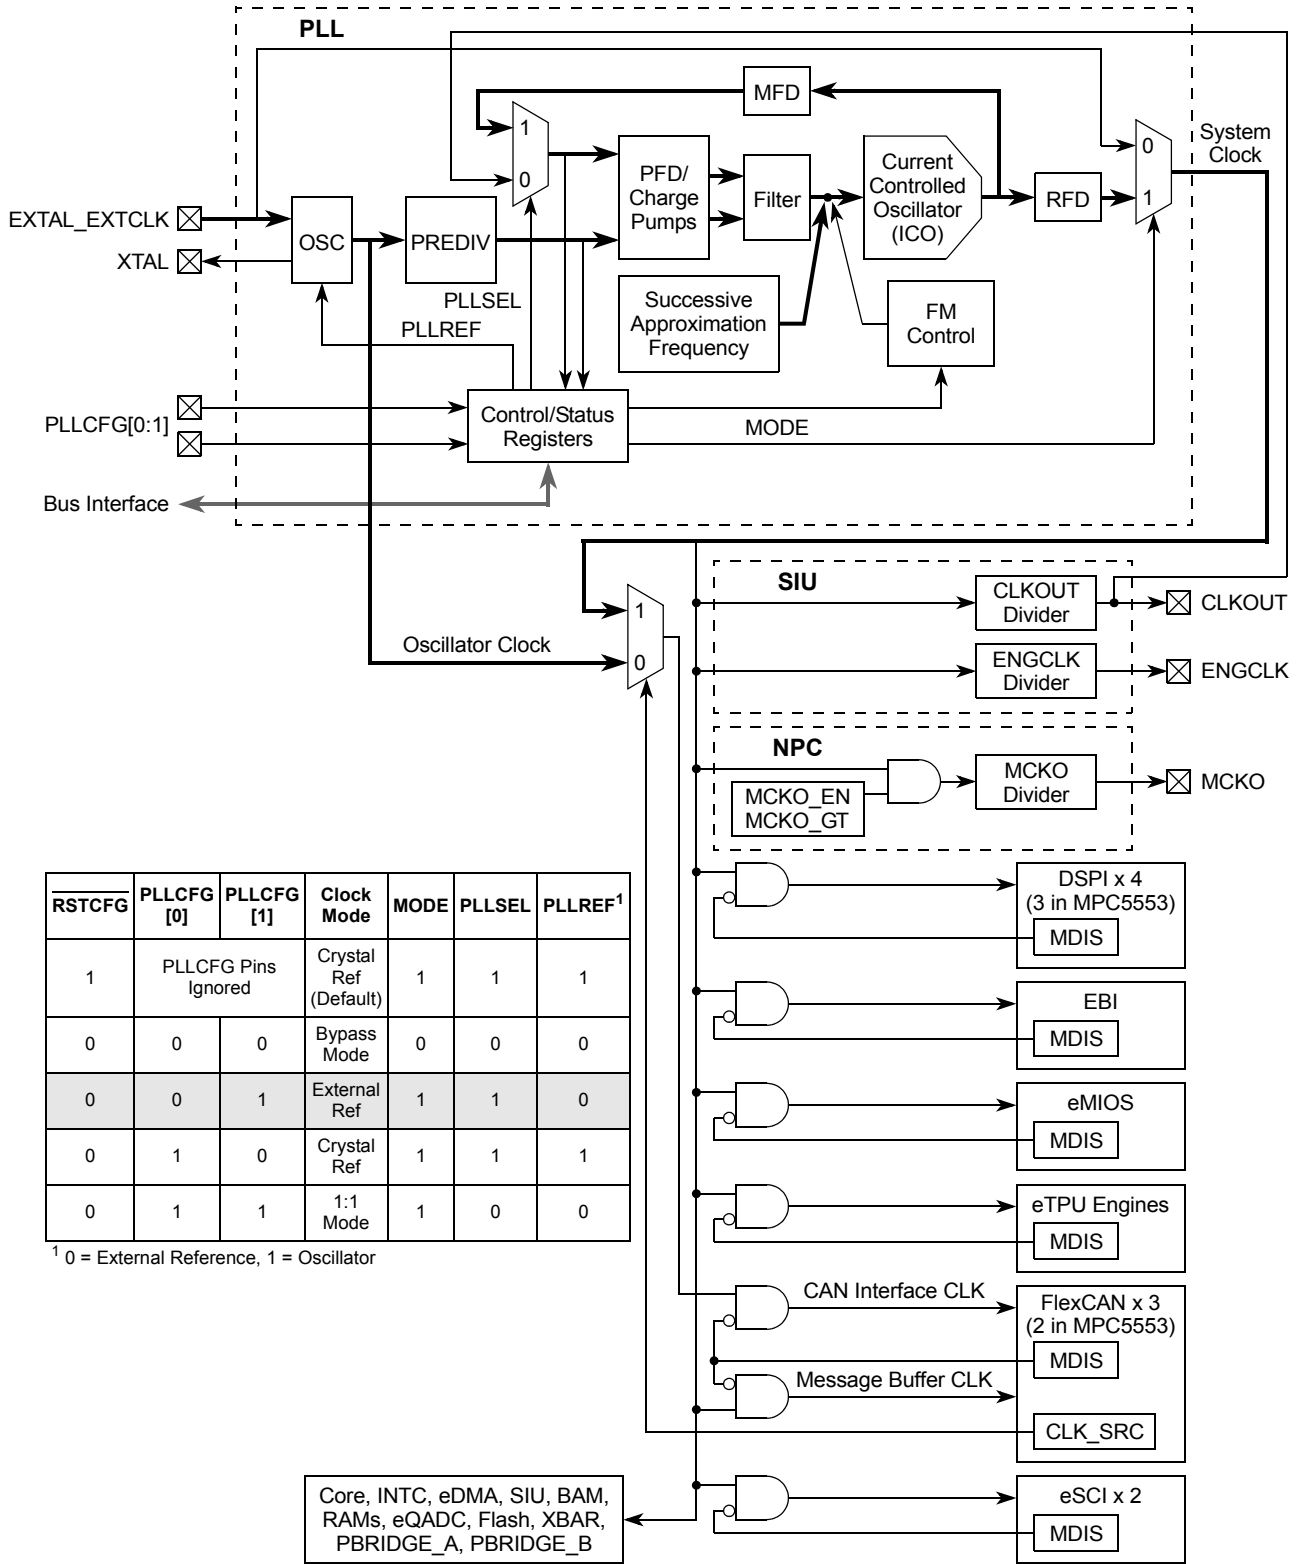 PLL
MFD
1
0
PFD/
Charge
Pumps
Filter
Current
Controlled
Oscillator
(ICO)
RFD
0
1
System
Clock
EXTAL_EXTCLK
XTAL
OSC
PREDIV
PLLSEL
PLLREF
Successive
Approximation
Frequency
FM
Control
PLLCFG[0:1]
Control/Status
Registers
MODE
Bus Interface
SIU
1
0
Oscillator Clock
CLKOUT
Divider
CLKOUT
ENGCLK
Divider
ENGCLK
NPC
MCKO_EN
MCKO_GT
MCKO
Divider
MCKO
DSPI x 4
(3 in MPC5553)
MDIS
EBI
MDIS
eMIOS
MDIS
eTPU Engines
MDIS
CAN Interface CLK
FlexCAN x 3
(2 in MPC5553)
MDIS
Message Buffer CLK
CLK_SRC
eSCI x 2
MDIS
Core, INTC, eDMA, SIU, BAM,
RAMs, eQADC, Flash, XBAR,
PBRIDGE_A, PBRIDGE_B
RSTCFG PLLCFG [0] PLLCFG [1] Clock Mode MODE PLLSEL PLLREF1
1 PLLCFG Pins Ignored Crystal Ref (Default) 1 1 1
0 0 0 Bypass Mode 0 0 0
0 0 1 External Ref 1 1 0
0 1 0 Crystal Ref 1 1 1
0 1 1 1:1 Mode 1 0 0
1 0 = External Reference, 1 = Oscillator